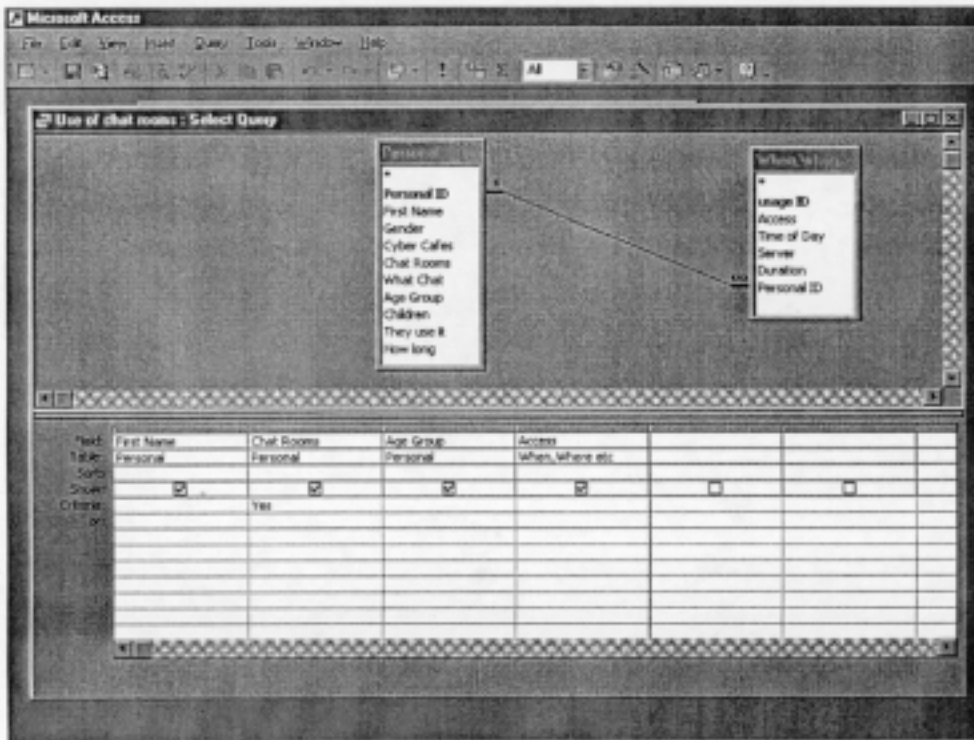 Microsoft Access
File Edit View Insert Query Tools Window Help
All
Use of chat rooms : Select Query
Personal
*
Personal ID
First Name
Gender
Cyber Cafes
Chat Rooms
What Chat
Age Group
Children
They use it
How long
1
When, Where
*
usage ID
Access
Time of Day
Server
Duration
Personal ID
∞
Field: First Name Chat Rooms Age Group Access
Table: Personal Personal Personal When, Where etc
Sort:
Show:
Criteria: Yes
or: